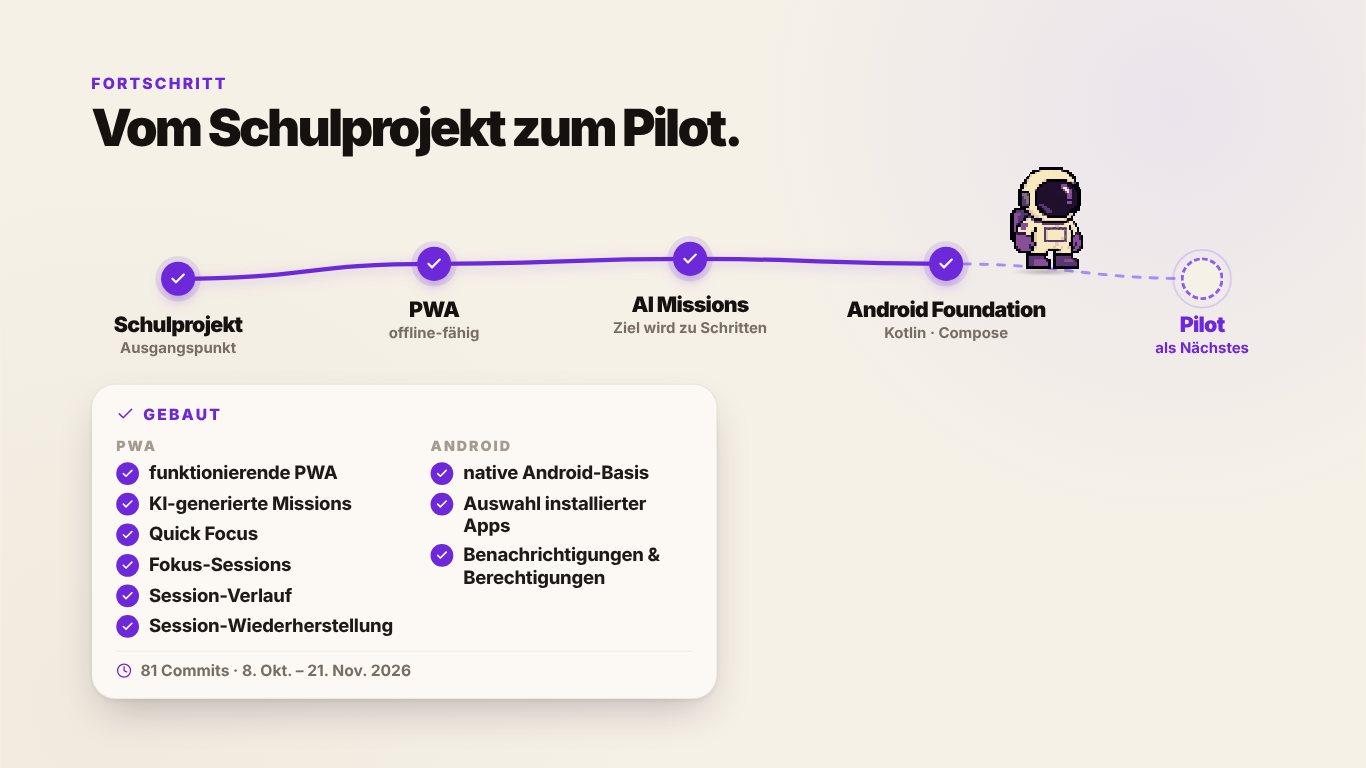 FORTSCHRITT
Vom Schulprojekt zum Pilot.
Schulprojekt
Ausgangspunkt
PWA
offline-fähig
AI Missions
Ziel wird zu Schritten
Android Foundation
Kotlin · Compose
Pilot
als Nächstes
GEBAUT
PWA
funktionierende PWA
KI-generierte Missions
Quick Focus
Fokus-Sessions
Session-Verlauf
Session-Wiederherstellung
ANDROID
native Android-Basis
Auswahl installierter
Apps
Benachrichtigungen &
Berechtigungen
81 Commits · 8. Okt. – 21. Nov. 2026